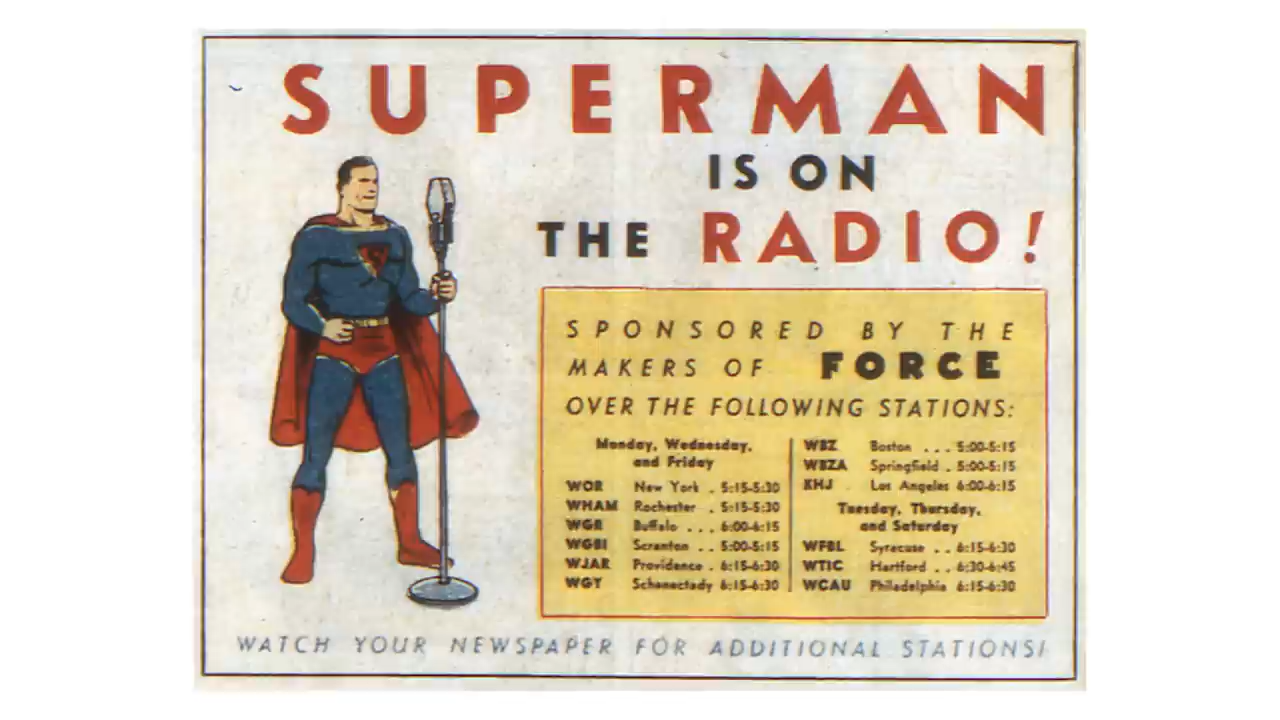 SUPERMAN
IS ON
THE RADIO!
S
SPONSORED BY THE
MAKERS OF FORCE
OVER THE FOLLOWING STATIONS:
Monday, Wednesday,
and Friday
WOR New York . 5:15-5:30
WHAM Rochester . 5:15-5:30
WGR Buffalo ... 6:00-6:15
WGBI Scranton .. 5:00-5:15
WJAR Providence . 6:15-6:30
WGY Schenectady 6:15-6:30
WBZ Boston ... 5:00-5:15
WBZA Springfield . 5:00-5:15
KHJ Los Angeles 6:00-6:15
Tuesday, Thursday,
and Saturday
WFBL Syracuse .. 6:15-6:30
WTIC Hartford .. 6:30-6:45
WCAU Philadelphia 6:15-6:30
WATCH YOUR NEWSPAPER FOR ADDITIONAL STATIONS!